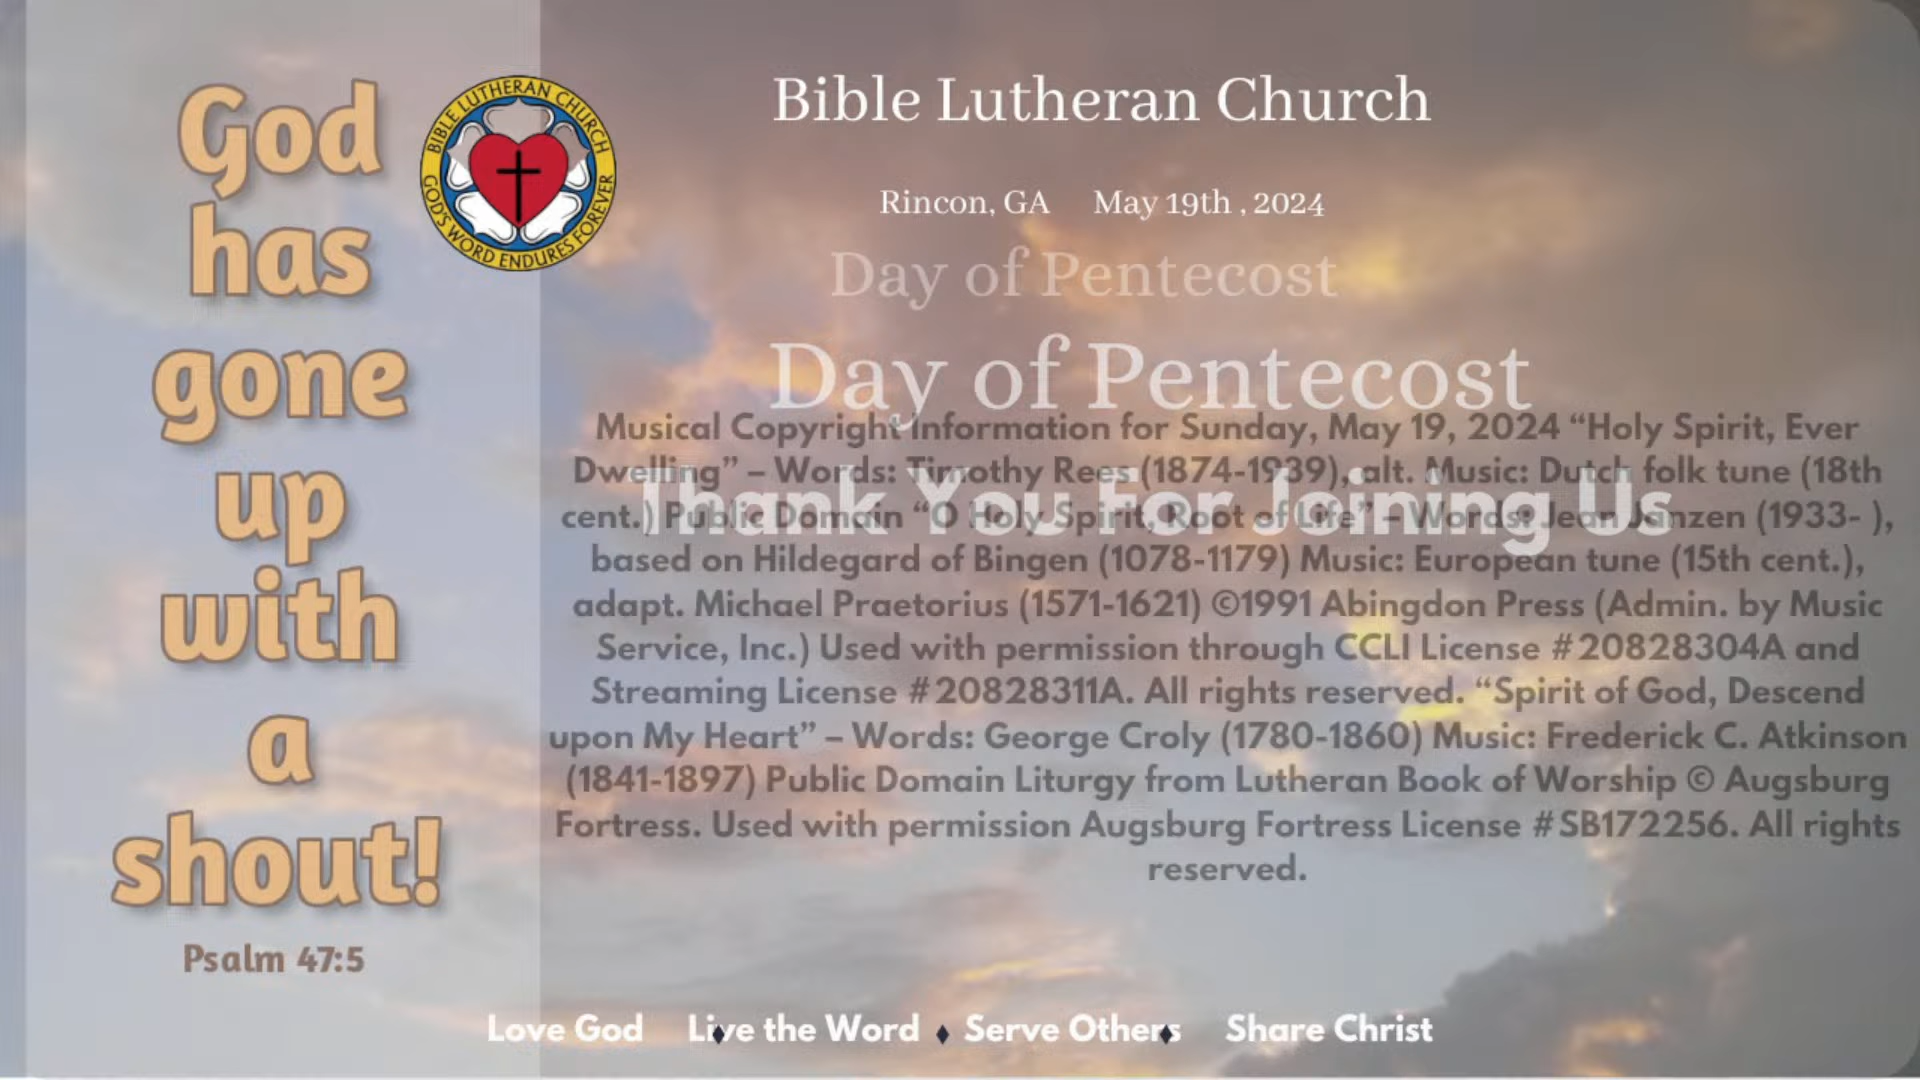 God
has
gone
up
with
a
shout!
Psalm 47:5
BIBLE LUTHERAN CHURCH
GOD'S WORD ENDURES FOREVER
Bible Lutheran Church
Rincon, GA May 19th , 2024
Day of Pentecost
Day of Pentecost
Thank You For Joining Us
Musical Copyright Information for Sunday, May 19, 2024 “Holy Spirit, Ever
Dwelling” – Words: Timothy Rees (1874-1939), alt. Music: Dutch folk tune (18th
cent.) Public Domain “O Holy Spirit, Root of Life” – Words: Jean Janzen (1933- ),
based on Hildegard of Bingen (1078-1179) Music: European tune (15th cent.),
adapt. Michael Praetorius (1571-1621) ©1991 Abingdon Press (Admin. by Music
Service, Inc.) Used with permission through CCLI License #20828304A and
Streaming License #20828311A. All rights reserved. “Spirit of God, Descend
upon My Heart” – Words: George Croly (1780-1860) Music: Frederick C. Atkinson
(1841-1897) Public Domain Liturgy from Lutheran Book of Worship © Augsburg
Fortress. Used with permission Augsburg Fortress License #SB172256. All rights
reserved.
Love God Live the Word ♦ Serve Others Share Christ